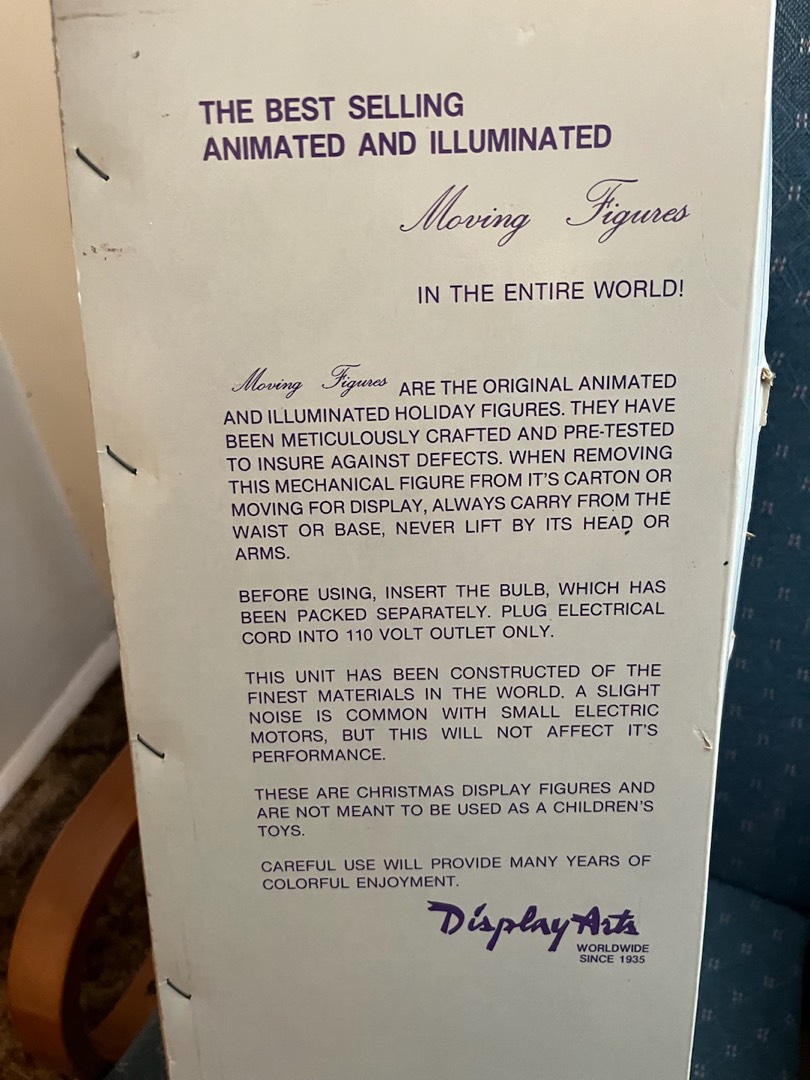 THE BEST SELLING
ANIMATED AND ILLUMINATED
Moving Figures
IN THE ENTIRE WORLD!
Moving Figures ARE THE ORIGINAL ANIMATED
AND ILLUMINATED HOLIDAY FIGURES. THEY HAVE
BEEN METICULOUSLY CRAFTED AND PRE-TESTED
TO INSURE AGAINST DEFECTS. WHEN REMOVING
THIS MECHANICAL FIGURE FROM IT'S CARTON OR
MOVING FOR DISPLAY, ALWAYS CARRY FROM THE
WAIST OR BASE, NEVER LIFT BY ITS HEAD OR
ARMS.
BEFORE USING, INSERT THE BULB, WHICH HAS
BEEN PACKED SEPARATELY. PLUG ELECTRICAL
CORD INTO 110 VOLT OUTLET ONLY.
THIS UNIT HAS BEEN CONSTRUCTED OF THE
FINEST MATERIALS IN THE WORLD. A SLIGHT
NOISE IS COMMON WITH SMALL ELECTRIC
MOTORS, BUT THIS WILL NOT AFFECT IT'S
PERFORMANCE.
THESE ARE CHRISTMAS DISPLAY FIGURES AND
ARE NOT MEANT TO BE USED AS A CHILDREN'S
TOYS.
CAREFUL USE WILL PROVIDE MANY YEARS OF
COLORFUL ENJOYMENT.
Display Arts
WORLDWIDE
SINCE 1935